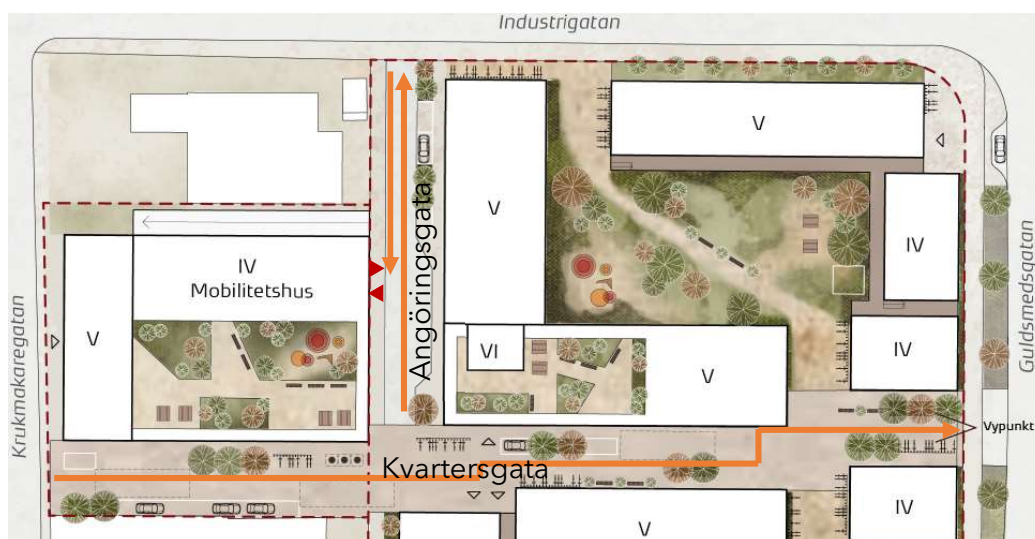 Industrigatan
V
V
Angöringsgata
V
IV
IV
Mobilitetshus
Krukmakaregatan
V
Guldsmedsgatan
VI
V
IV
Vypunkt
Kvartersgata
V
IV